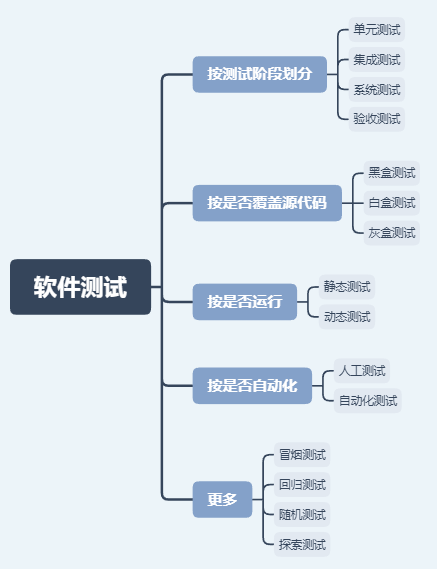 软件测试
按测试阶段划分
单元测试
集成测试
系统测试
验收测试
按是否覆盖源代码
黑盒测试
白盒测试
灰盒测试
按是否运行
静态测试
动态测试
按是否自动化
人工测试
自动化测试
更多
冒烟测试
回归测试
随机测试
探索测试